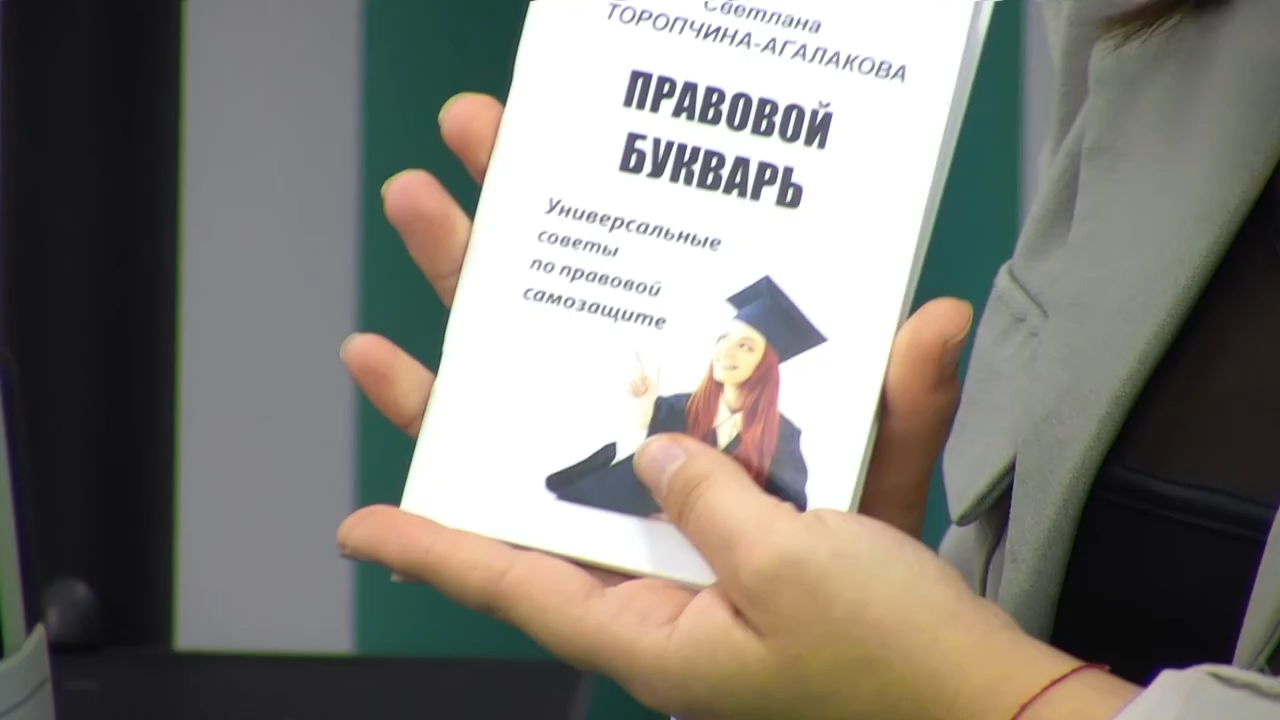 Светлана
ТОРОПЧИНА-АГАЛАКОВА
ПРАВОВОЙ
БУКВАРЬ
Универсальные
советы
по правовой
самозащите